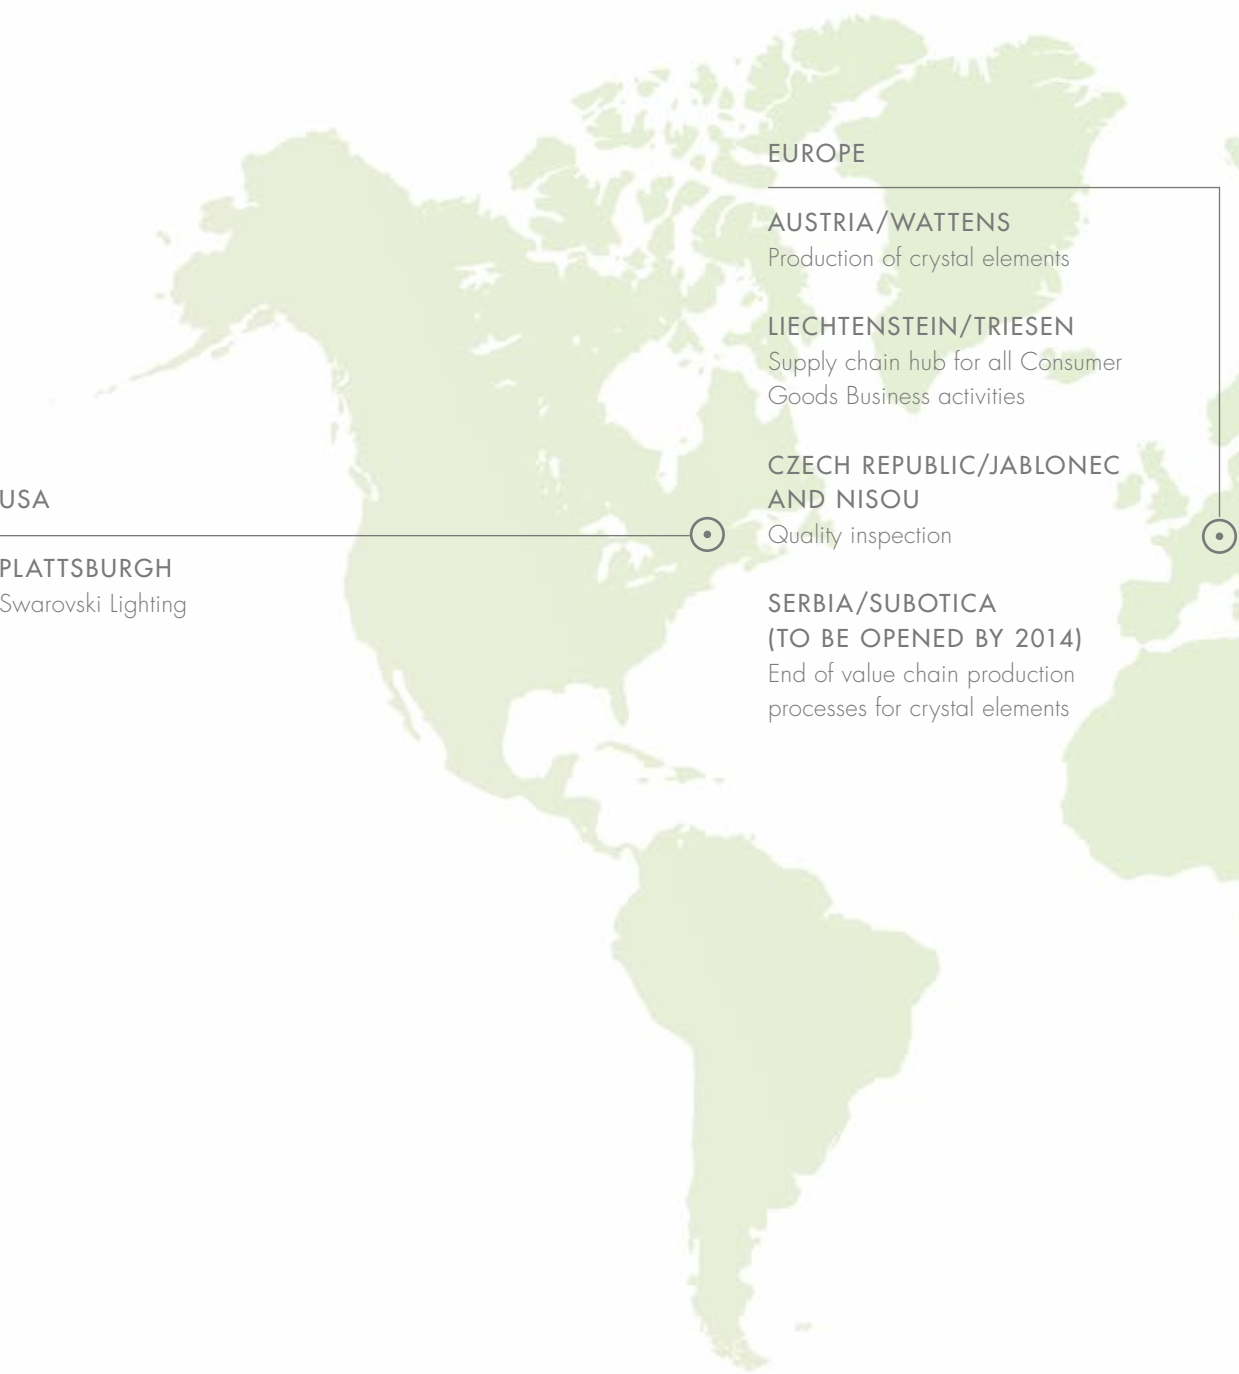 USA
PLATTSBURGH
Swarovski Lighting
EUROPE
AUSTRIA/WATTENS
Production of crystal elements
LIECHTENSTEIN/TRIESEN
Supply chain hub for all Consumer
Goods Business activities
CZECH REPUBLIC/JABLONEC
AND NISOU
Quality inspection
SERBIA/SUBOTICA
(TO BE OPENED BY 2014)
End of value chain production
processes for crystal elements